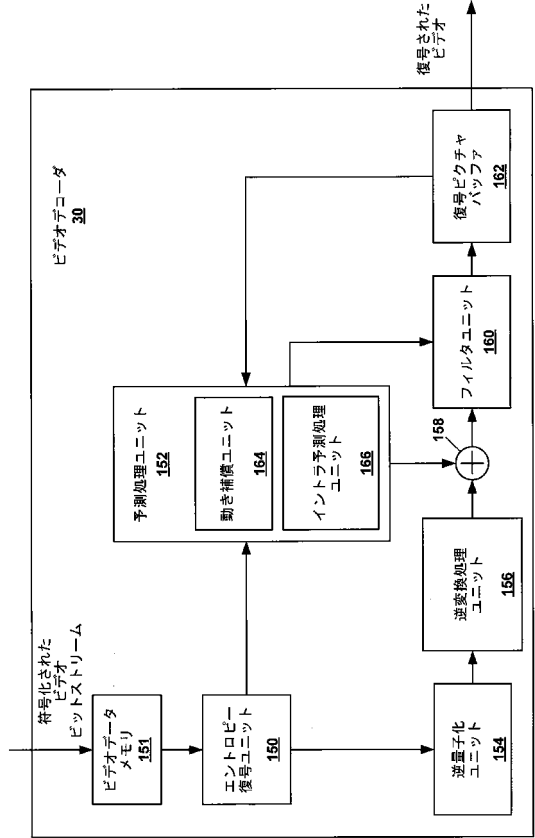 符号化された
ビデオ
ビットストリーム
ビデオデータ
メモリ
151
エントロピー
復号ユニット
150
予測処理ユニット
152
動き補償ユニット
164
イントラ予測処理
ユニット
166
ビデオデコーダ
30
逆量子化
ユニット
154
逆変換処理
ユニット
156
158
フィルタユニット
160
復号ピクチャ
バッファ
162
復号された
ビデオ